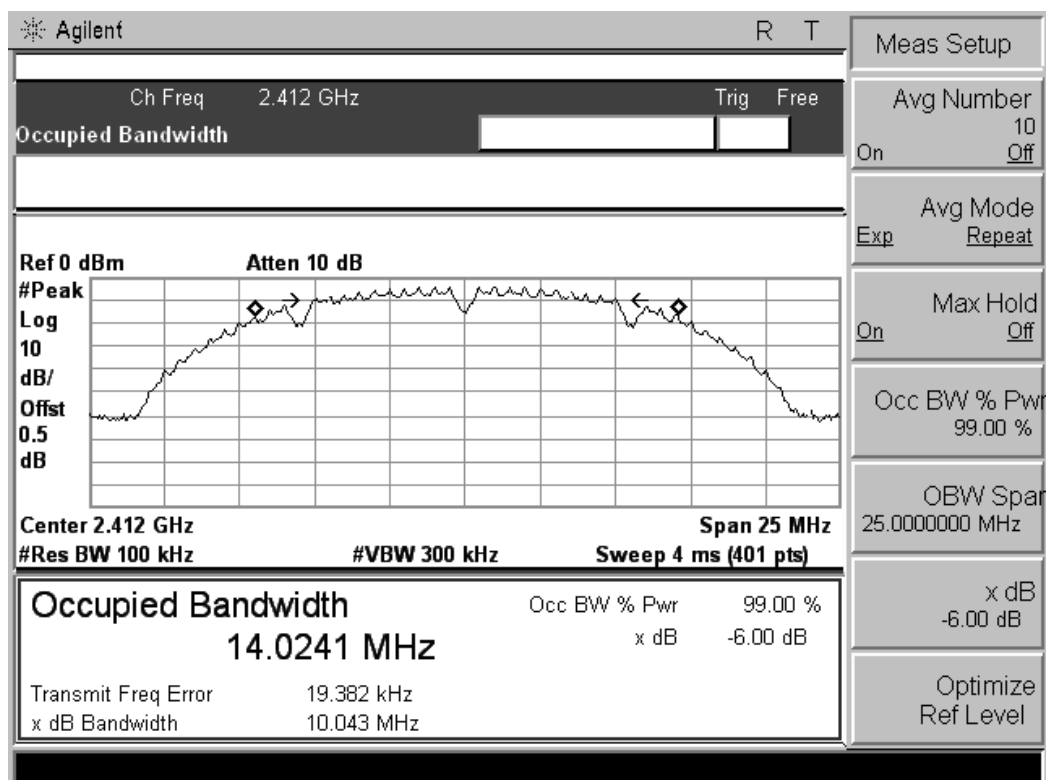 Agilent R T
Ch Freq 2.412 GHz Trig Free
Occupied Bandwidth
Ref 0 dBm Atten 10 dB
#Peak
Log
10
dB/
Offst
0.5
dB
Center 2.412 GHz Span 25 MHz
#Res BW 100 kHz #VBW 300 kHz Sweep 4 ms (401 pts)
Occupied Bandwidth
14.0241 MHz
Occ BW % Pwr 99.00 %
x dB -6.00 dB
Transmit Freq Error 19.382 kHz
x dB Bandwidth 10.043 MHz
Meas Setup
Avg Number
10
On Off
Avg Mode
Exp Repeat
Max Hold
On Off
Occ BW % Pwr
99.00 %
OBW Span
25.0000000 MHz
x dB
-6.00 dB
Optimize
Ref Level